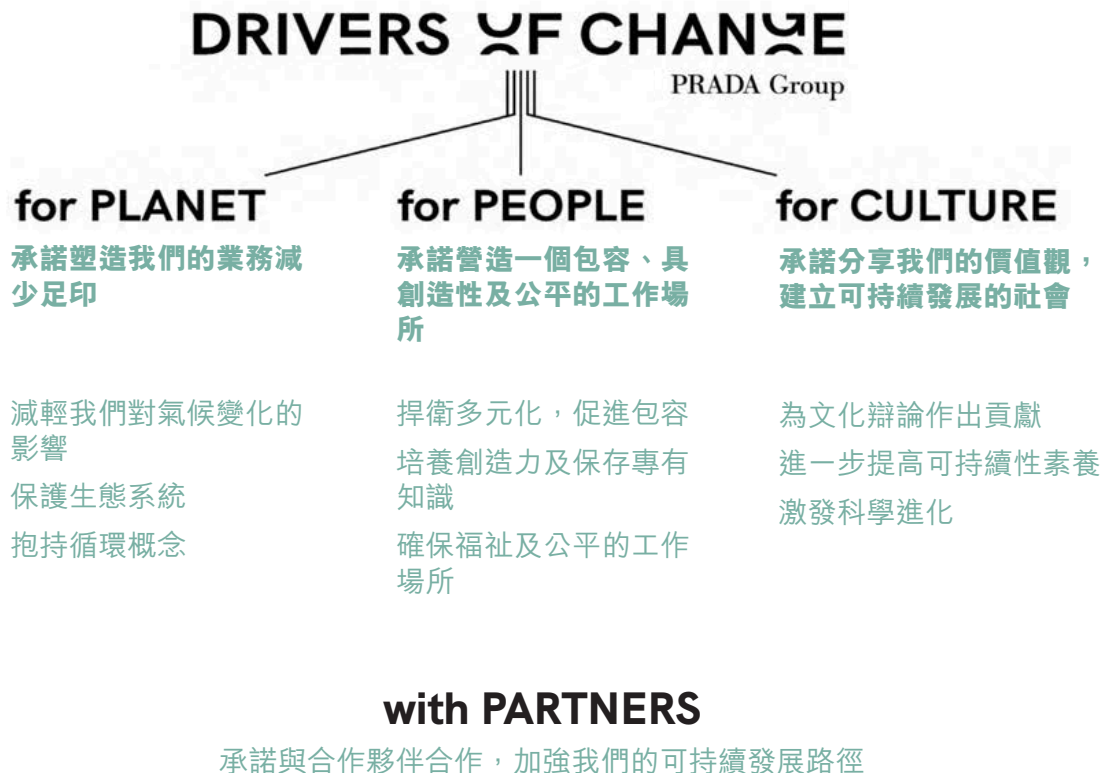 DRIVERS OF CHANGE
PRADA Group
for PLANET
承諾塑造我們的業務減
少足印
減輕我們對氣候變化的
影響
保護生態系統
抱持循環概念
for PEOPLE
承諾營造一個包容、具
創造性及公平的工作場
所
捍衛多元化，促進包容
培養創造力及保存專有
知識
確保福祉及公平的工作
場所
for CULTURE
承諾分享我們的價值觀，
建立可持續發展的社會
為文化辯論作出貢獻
進一步提高可持續性素養
激發科學進化
with PARTNERS
承諾與合作夥伴合作，加強我們的可持續發展路徑